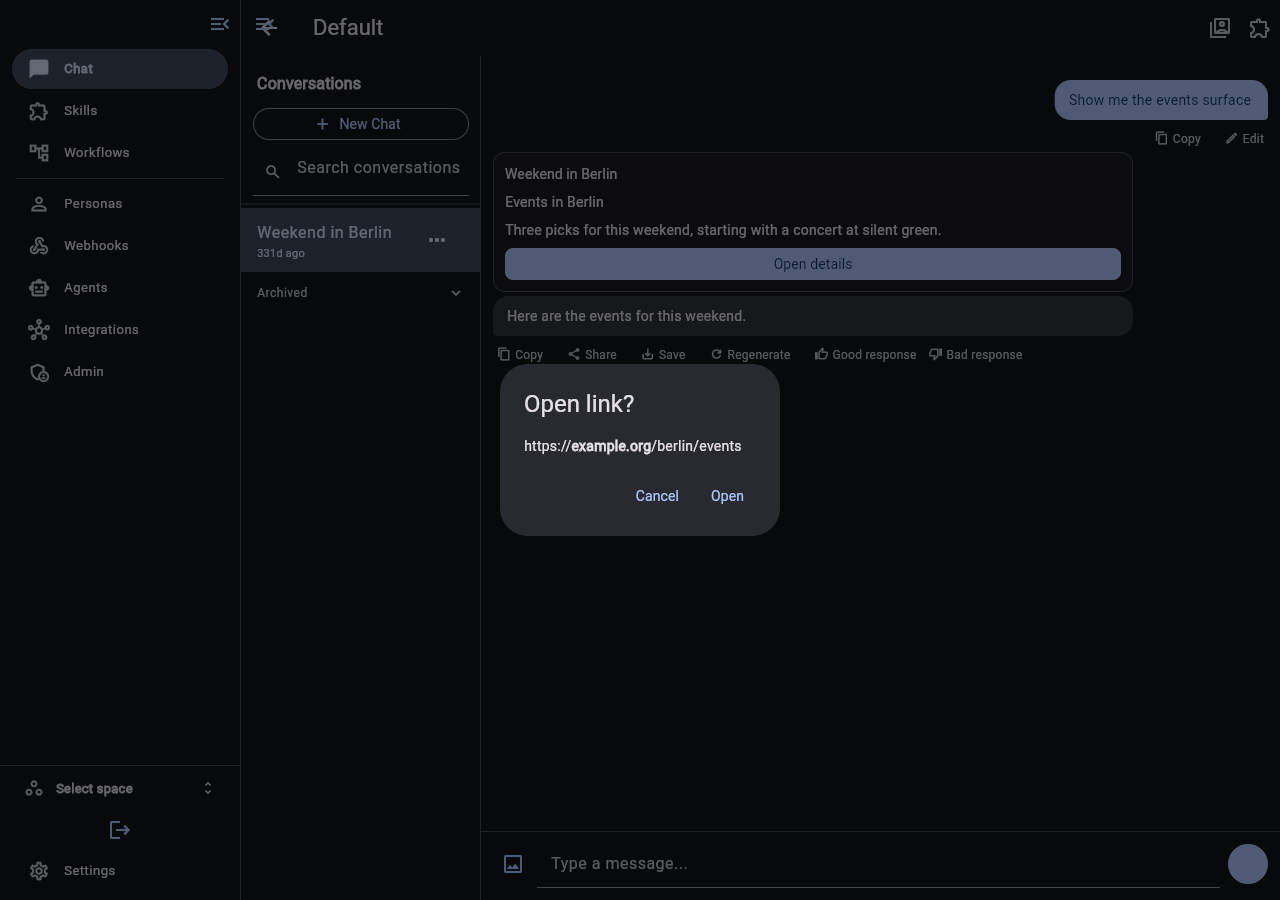 Default
Chat
Skills
Workflows
Personas
Webhooks
Agents
Integrations
Admin
Select space
Settings
Conversations
New Chat
Search conversations
Weekend in Berlin
331d ago
Archived
Show me the events surface
Copy
Edit
Weekend in Berlin
Events in Berlin
Three picks for this weekend, starting with a concert at silent green.
Open details
Here are the events for this weekend.
Copy
Share
Save
Regenerate
Good response
Bad response
Open link?
https://example.org/berlin/events
Cancel
Open
Type a message...